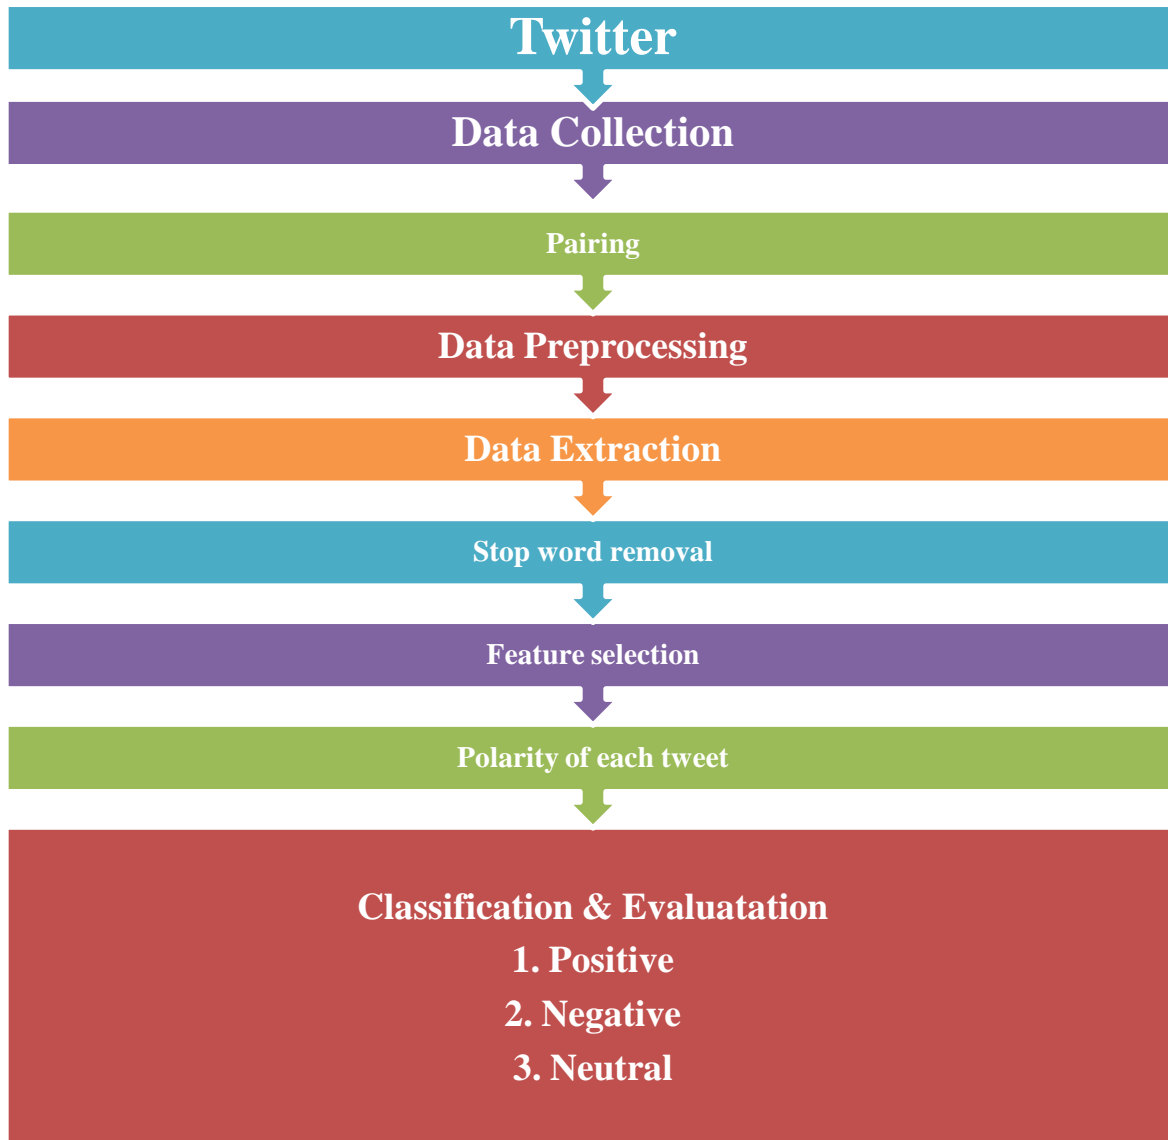 Twitter
Data Collection
Pairing
Data Preprocessing
Data Extraction
Stop word removal
Feature selection
Polarity of each tweet
Classification & Evaluatation
1. Positive
2. Negative
3. Neutral